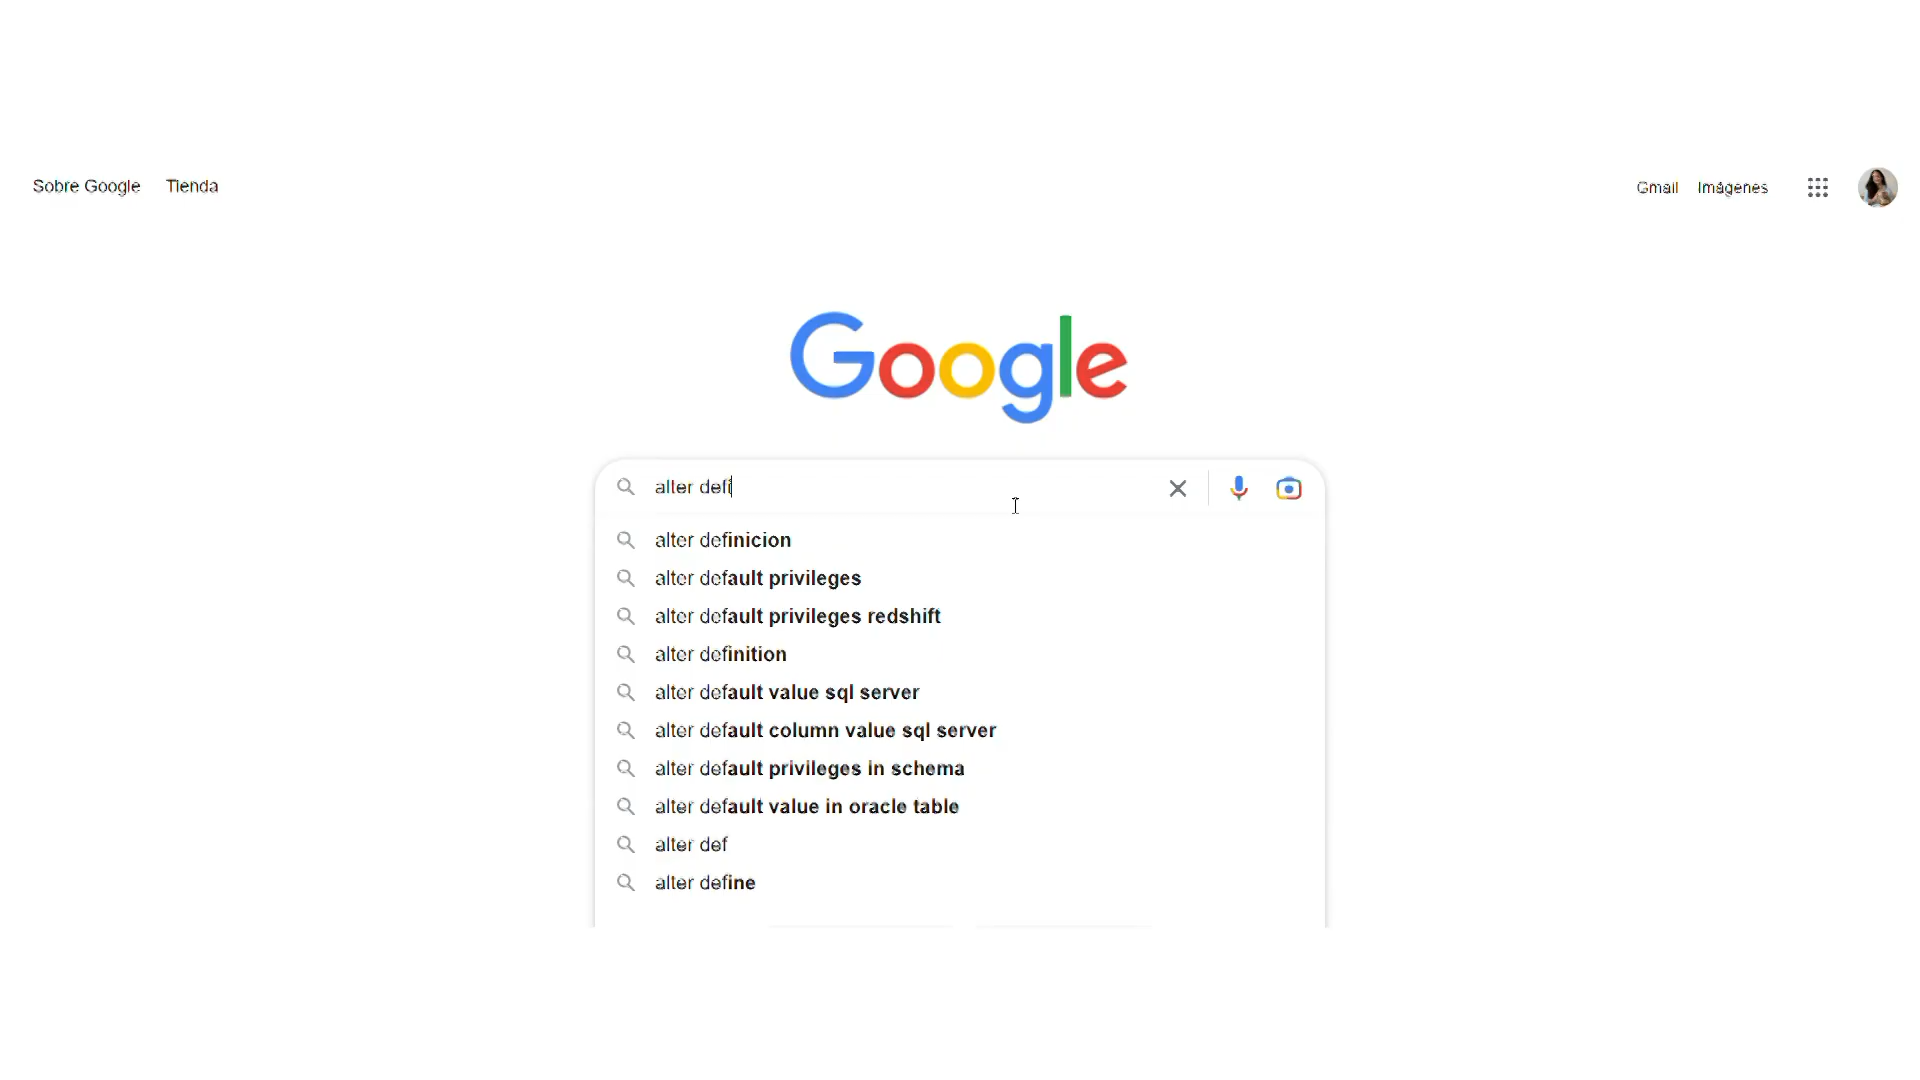 Sobre Google Tienda Gmail Imágenes
Google
alter defi
alter definicion
alter default privileges
alter default privileges redshift
alter definition
alter default value sql server
alter default column value sql server
alter default privileges in schema
alter default value in oracle table
alter def
alter define